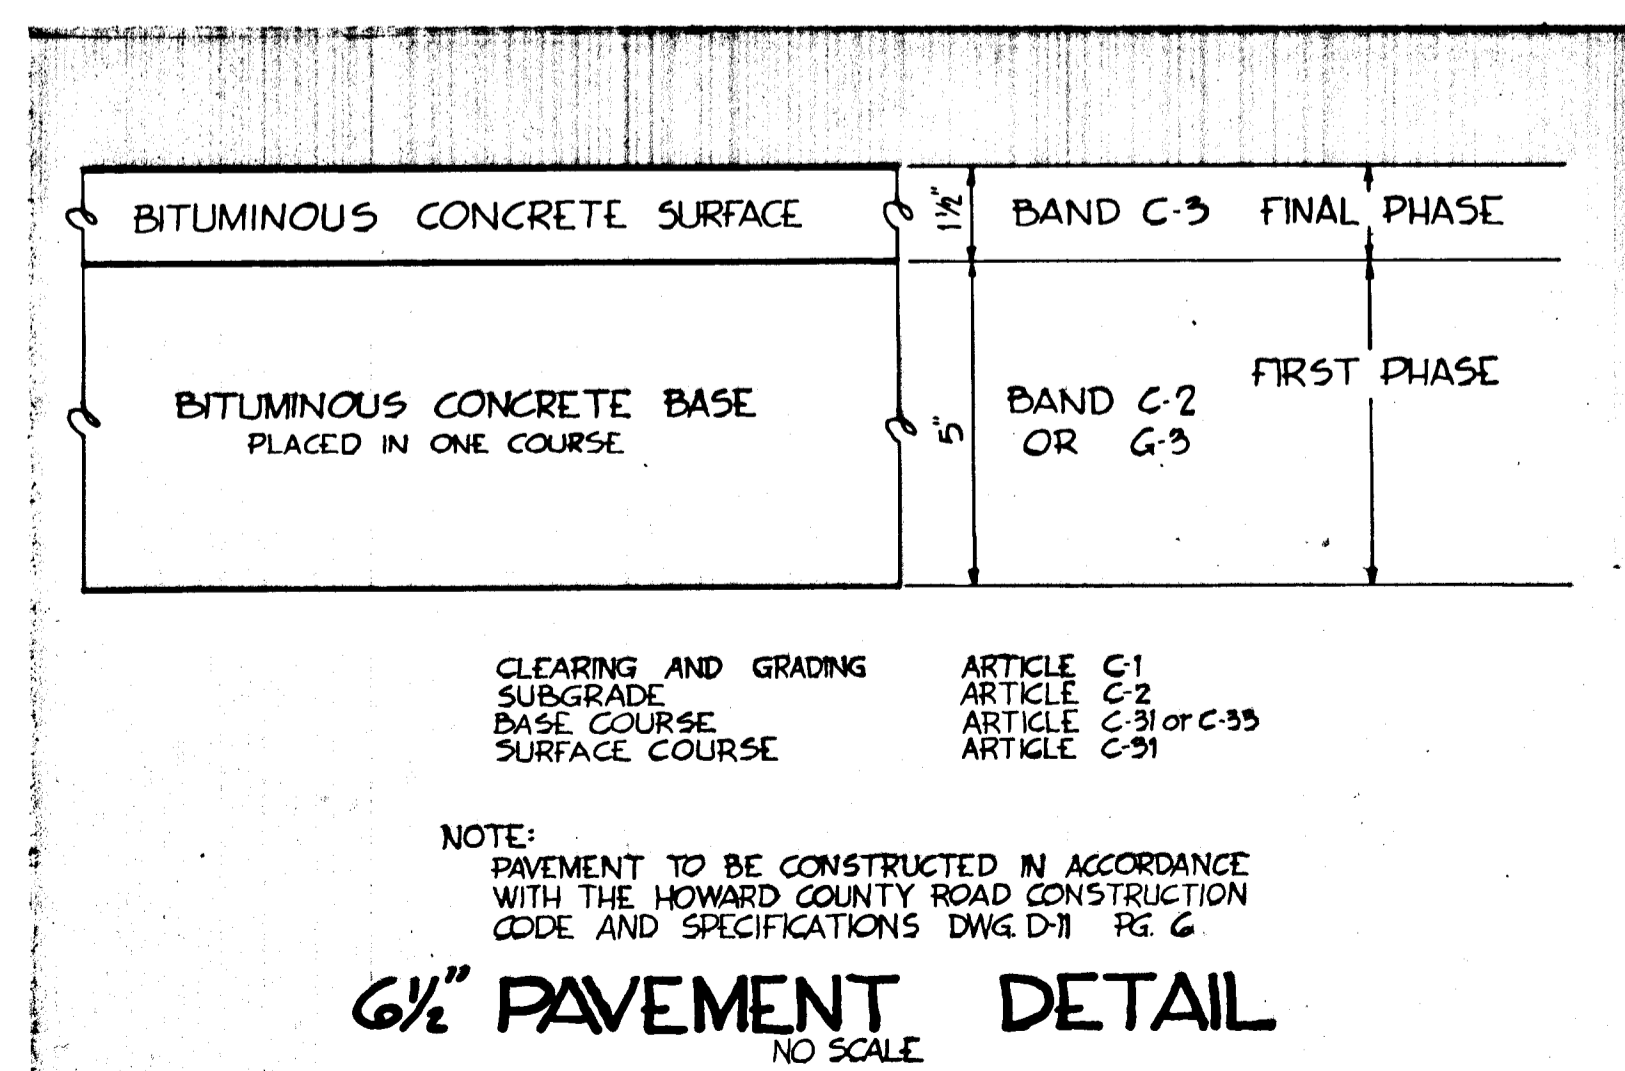 BITUMINOUS CONCRETE SURFACE
1½"
BAND C-3 FINAL PHASE
BITUMINOUS CONCRETE BASE
PLACED IN ONE COURSE
5"
BAND C-2
OR G-3
FIRST PHASE
CLEARING AND GRADING ARTICLE C-1
SUBGRADE ARTICLE C-2
BASE COURSE ARTICLE C-31 or C-33
SURFACE COURSE ARTICLE C-31
NOTE:
PAVEMENT TO BE CONSTRUCTED IN ACCORDANCE
WITH THE HOWARD COUNTY ROAD CONSTRUCTION
CODE AND SPECIFICATIONS DWG. D-11 PG. 6
6½" PAVEMENT DETAIL
NO SCALE